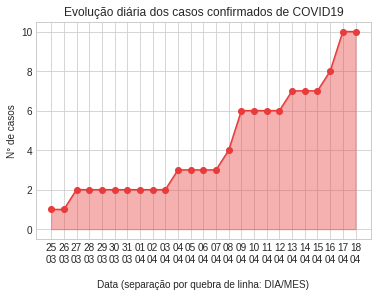 Evolução diária dos casos confirmados de COVID19
N° de casos
10
8
6
4
2
0
25 26 27 28 29 30 31 01 02 03 04 05 06 07 08 09 10 11 12 13 14 15 16 17 18
03 03 03 03 03 03 03 04 04 04 04 04 04 04 04 04 04 04 04 04 04 04 04 04 04
Data (separação por quebra de linha: DIA/MES)